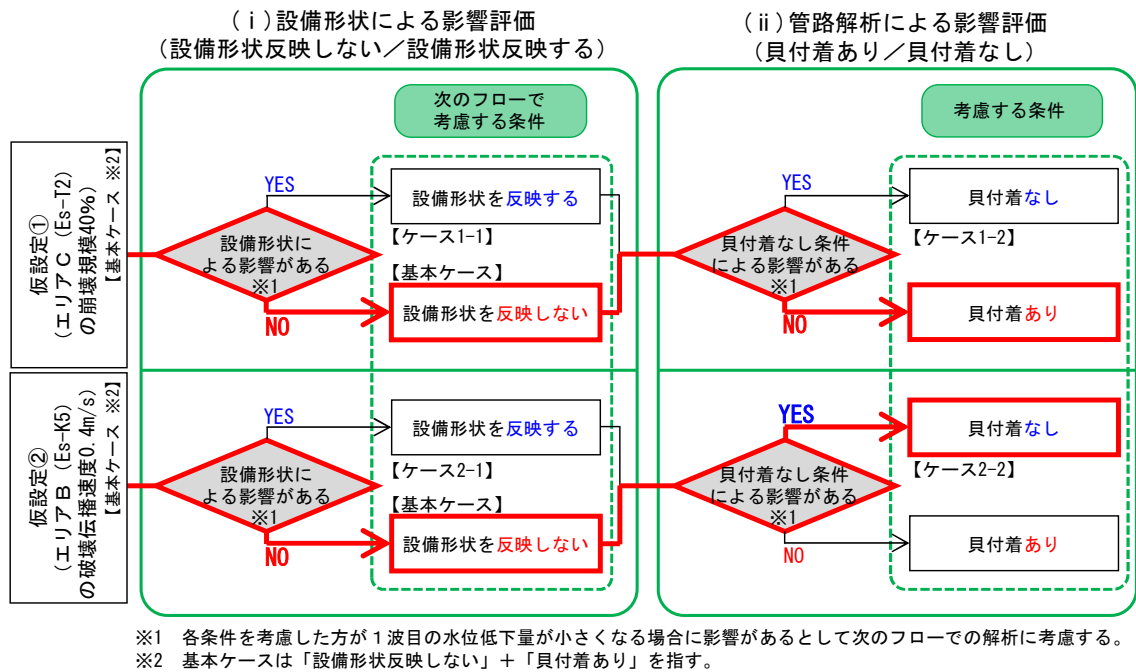 (ⅰ)設備形状による影響評価
(設備形状反映しない／設備形状反映する)
(ⅱ)管路解析による影響評価
(貝付着あり／貝付着なし)
次のフローで
考慮する条件
考慮する条件
仮設定①
(エリアC(Es-T2)
の崩壊規模40%)
【基本ケース ※2】
設備形状に
よる影響がある
※1
YES
設備形状を反映する
【ケース1-1】
【基本ケース】
NO
設備形状を反映しない
貝付着なし条件
による影響がある
※1
YES
貝付着なし
【ケース1-2】
NO
貝付着あり
仮設定②
(エリアB(Es-K5)
の破壊伝播速度0.4m/s)
【基本ケース ※2】
設備形状に
よる影響がある
※1
YES
設備形状を反映する
【ケース2-1】
【基本ケース】
NO
設備形状を反映しない
貝付着なし条件
による影響がある
※1
YES
貝付着なし
【ケース2-2】
NO
貝付着あり
※1 各条件を考慮した方が１波目の水位低下量が小さくなる場合に影響があるとして次のフローでの解析に考慮する。
※2 基本ケースは「設備形状反映しない」＋「貝付着あり」を指す。